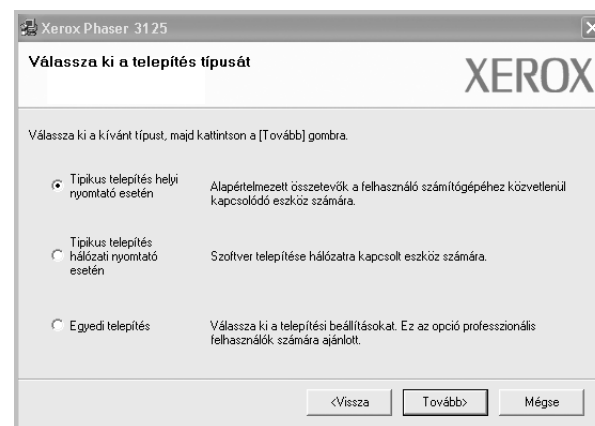 Xerox Phaser 3125
Válassza ki a telepítés típusát
XEROX
Válassza ki a kívánt típust, majd kattintson a [Tovább] gombra.
Tipikus telepítés helyi
nyomtató esetén
Alapértelmezett összetevők a felhasználó számítógépéhez közvetlenül
kapcsolódó eszköz számára.
Tipikus telepítés
hálózati nyomtató
esetén
Szoftver telepítése hálózatra kapcsolt eszköz számára.
Egyedi telepítés
Válassza ki a telepítési beállításokat. Ez az opció professzionális
felhasználók számára ajánlott.
<Vissza
Tovább>
Mégse